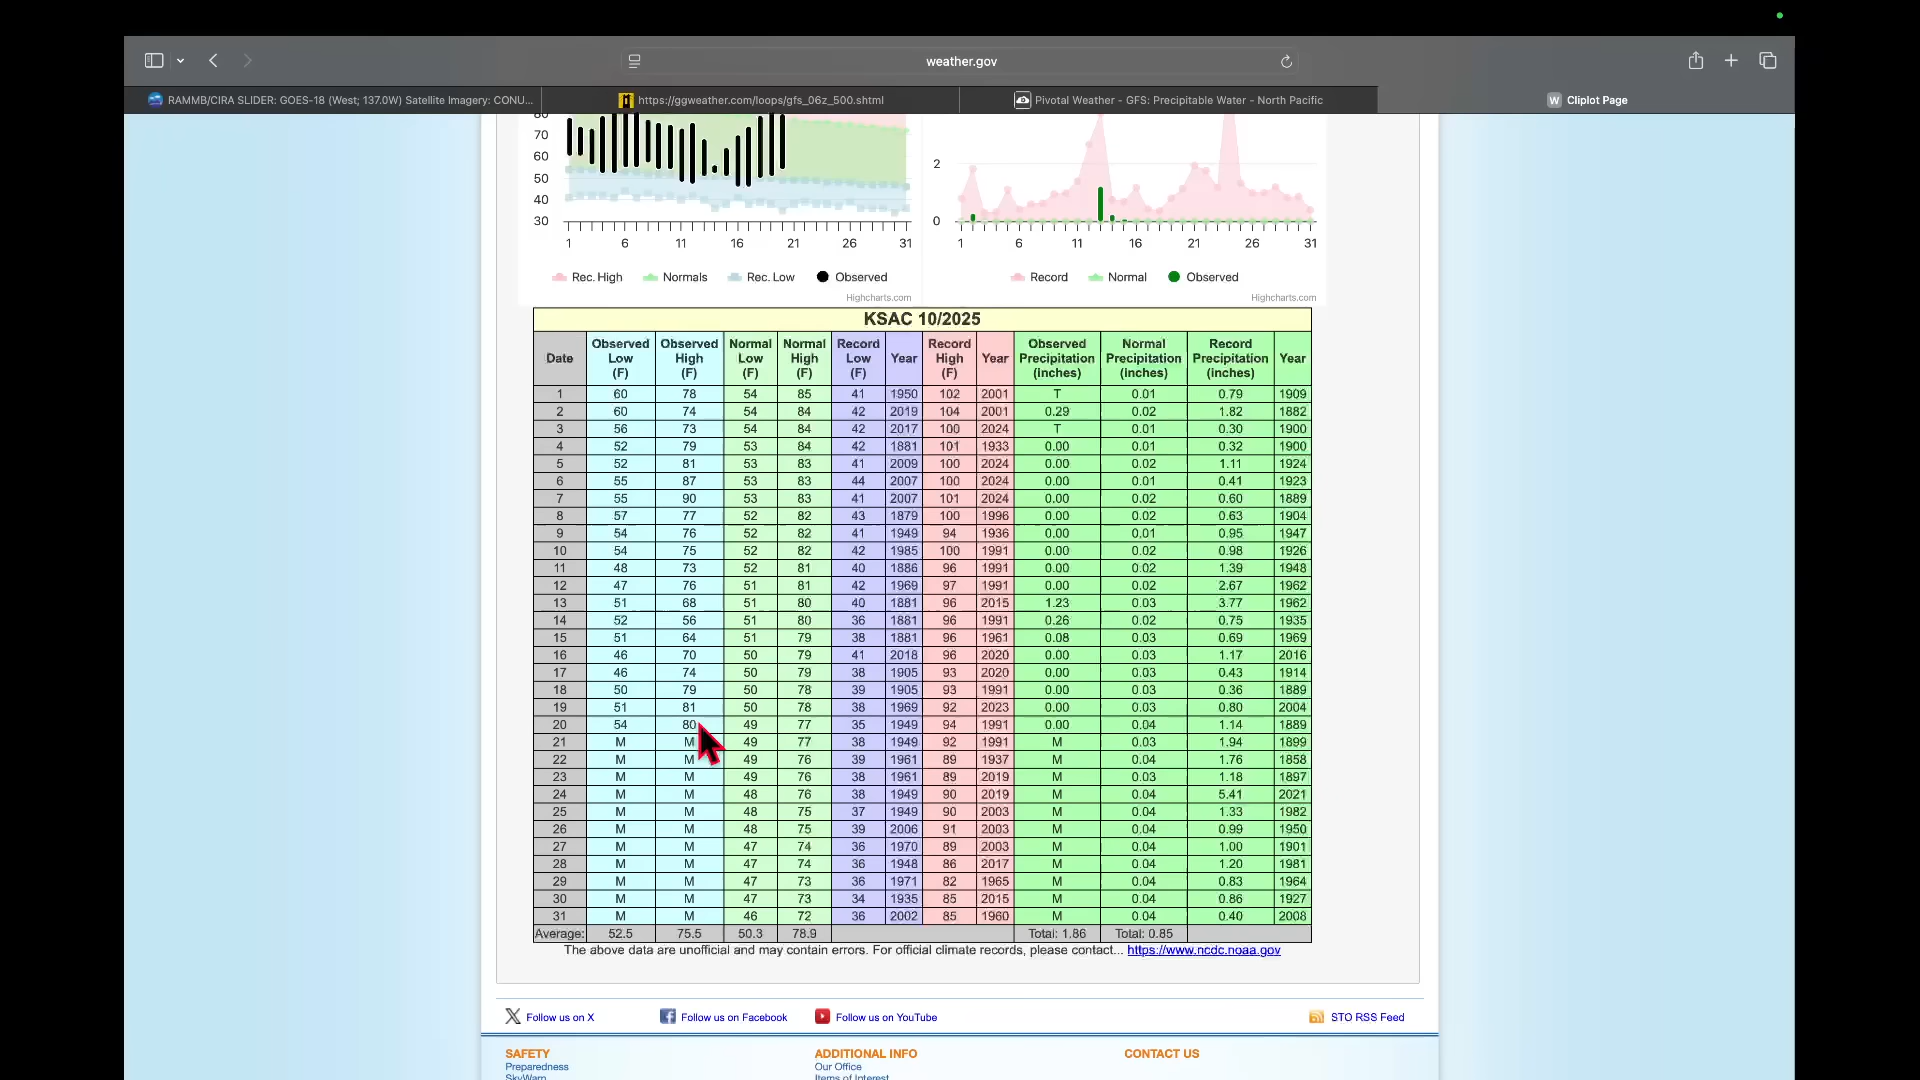 weather.gov
RAMMB/CIRA SLIDER: GOES-18 (West; 137.0W) Satellite Imagery: CONU...
https://ggweather.com/loops/gfs_06z_500.shtml
Pivotal Weather - GFS: Precipitable Water - North Pacific
W Cliplot Page
80
70
60
50
40
30
1 6 11 16 21 26 31
Rec. High Normals Rec. Low Observed
Highcharts.com
2
0
1 6 11 16 21 26 31
Record Normal Observed
Highcharts.com
KSAC 10/2025
Date Observed Low (F) Observed High (F) Normal Low (F) Normal High (F) Record Low (F) Year Record High (F) Year Observed Precipitation (inches) Normal Precipitation (inches) Record Precipitation (inches) Year
1 60 78 54 85 41 1950 102 2001 T 0.01 0.79 1909
2 60 74 54 84 42 2019 104 2001 0.29 0.02 1.82 1882
3 56 73 54 84 42 2017 100 2024 T 0.01 0.30 1900
4 52 79 53 84 42 1881 101 1933 0.00 0.01 0.32 1900
5 52 81 53 83 41 2009 100 2024 0.00 0.02 1.11 1924
6 55 87 53 83 44 2007 100 2024 0.00 0.01 0.41 1923
7 55 90 53 83 41 2007 101 2024 0.00 0.02 0.60 1889
8 57 77 52 82 43 1879 100 1996 0.00 0.02 0.63 1904
9 54 76 52 82 41 1949 94 1936 0.00 0.01 0.95 1947
10 54 75 52 82 42 1985 100 1991 0.00 0.02 0.98 1926
11 48 73 52 81 40 1886 96 1991 0.00 0.02 1.39 1948
12 47 76 51 81 42 1969 97 1991 0.00 0.02 2.67 1962
13 51 68 51 80 40 1881 96 2015 1.23 0.03 3.77 1962
14 52 56 51 80 36 1881 96 1991 0.26 0.02 0.75 1935
15 51 64 51 79 38 1881 96 1961 0.08 0.03 0.69 1969
16 46 70 50 79 41 2018 96 2020 0.00 0.03 1.17 2016
17 46 74 50 79 38 1905 93 2020 0.00 0.03 0.43 1914
18 50 79 50 78 39 1905 93 1991 0.00 0.03 0.36 1889
19 51 81 50 78 38 1969 92 2023 0.00 0.03 0.80 2004
20 54 80 49 77 35 1949 94 1991 0.00 0.04 1.14 1889
21 M M 49 77 38 1949 92 1991 M 0.03 1.94 1899
22 M M 49 76 39 1961 89 1937 M 0.04 1.76 1858
23 M M 49 76 38 1961 89 2019 M 0.03 1.18 1897
24 M M 48 76 38 1949 90 2019 M 0.04 5.41 2021
25 M M 48 75 37 1949 90 2003 M 0.04 1.33 1982
26 M M 48 75 39 2006 91 2003 M 0.04 0.99 1950
27 M M 47 74 36 1970 89 2003 M 0.04 1.00 1901
28 M M 47 74 36 1948 86 2017 M 0.04 1.20 1981
29 M M 47 73 36 1971 82 1965 M 0.04 0.83 1964
30 M M 47 73 34 1935 85 2015 M 0.04 0.86 1927
31 M M 46 72 36 2002 85 1960 M 0.04 0.40 2008
Average: 52.5 75.5 50.3 78.9 Total: 1.86 Total: 0.85
The above data are unofficial and may contain errors. For official climate records, please contact... https://www.ncdc.noaa.gov
Follow us on X Follow us on Facebook Follow us on YouTube STO RSS Feed
SAFETY ADDITIONAL INFO CONTACT US
Preparedness Our Office
SkyWarn Items of Interest